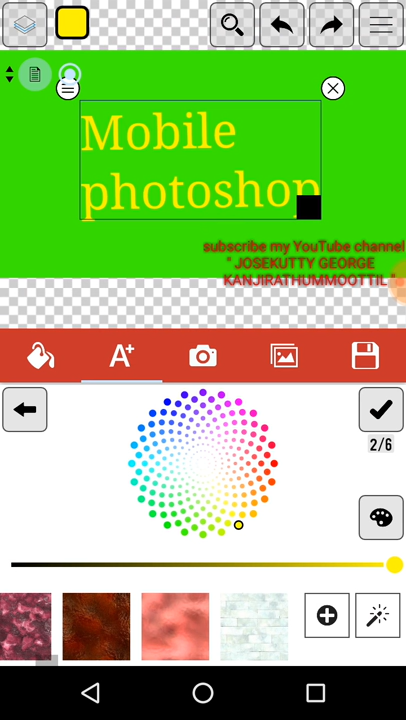 Mobile
photoshop
subscribe my YouTube channel
" JOSEKUTTY GEORGE
KANJIRATHUMMOOTTIL "
A+
2/6